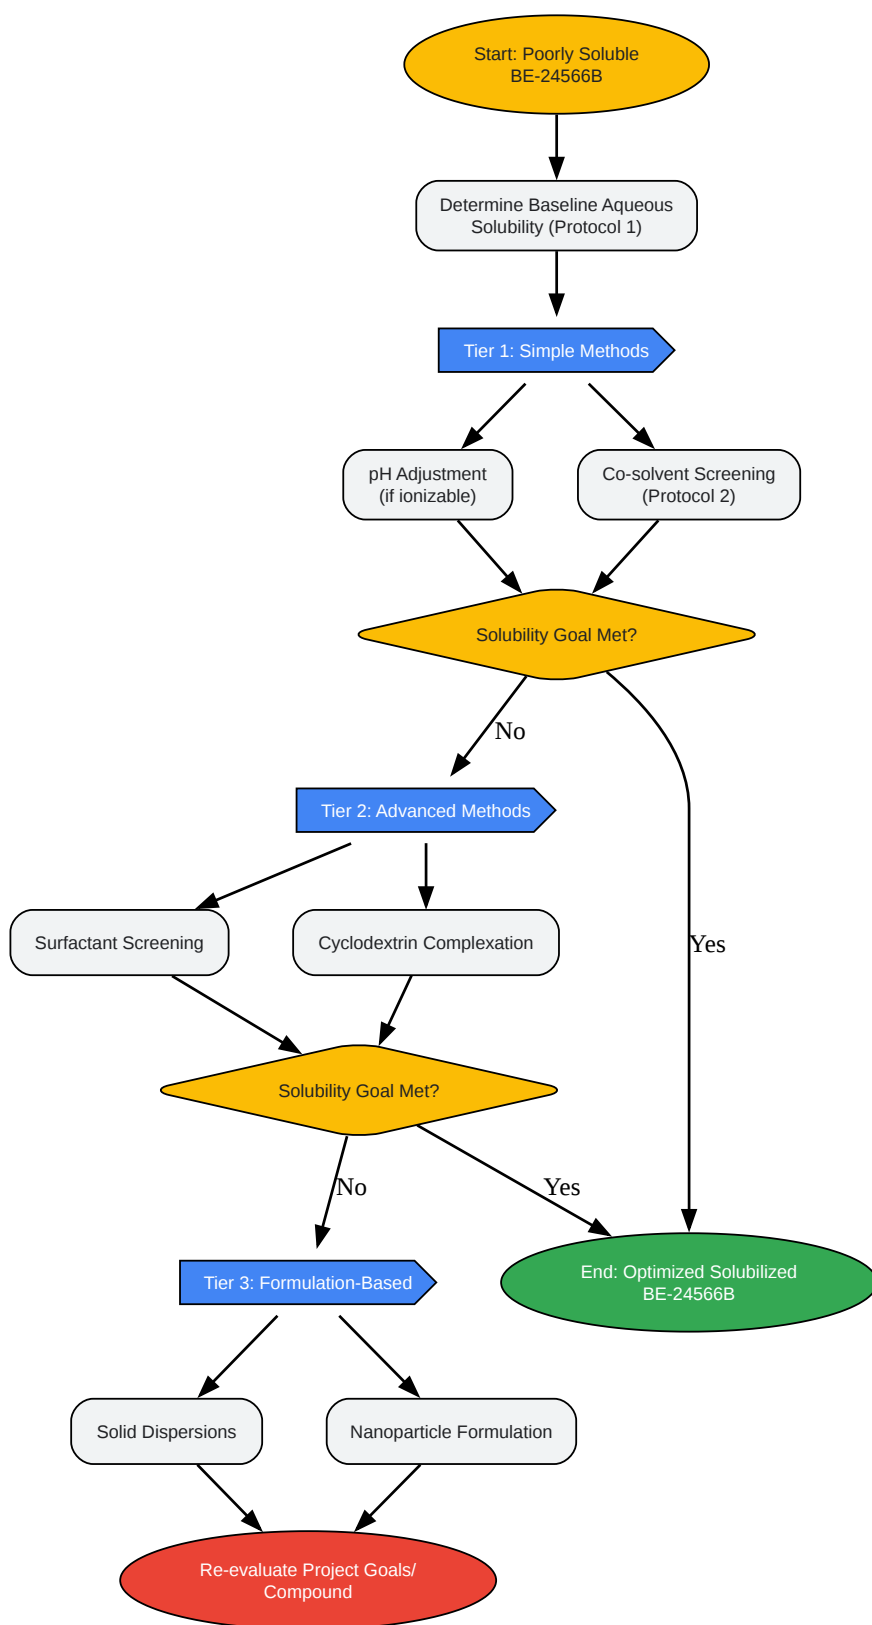 Start: Poorly Soluble
BE-24566B
Determine Baseline Aqueous
Solubility (Protocol 1)
Tier 1: Simple Methods
pH Adjustment
(if ionizable)
Co-solvent Screening
(Protocol 2)
Solubility Goal Met?
No
Tier 2: Advanced Methods
Surfactant Screening
Cyclodextrin Complexation
Yes
Solubility Goal Met?
No
Yes
Tier 3: Formulation-Based
End: Optimized Solubilized
BE-24566B
Solid Dispersions
Nanoparticle Formulation
Re-evaluate Project Goals/
Compound